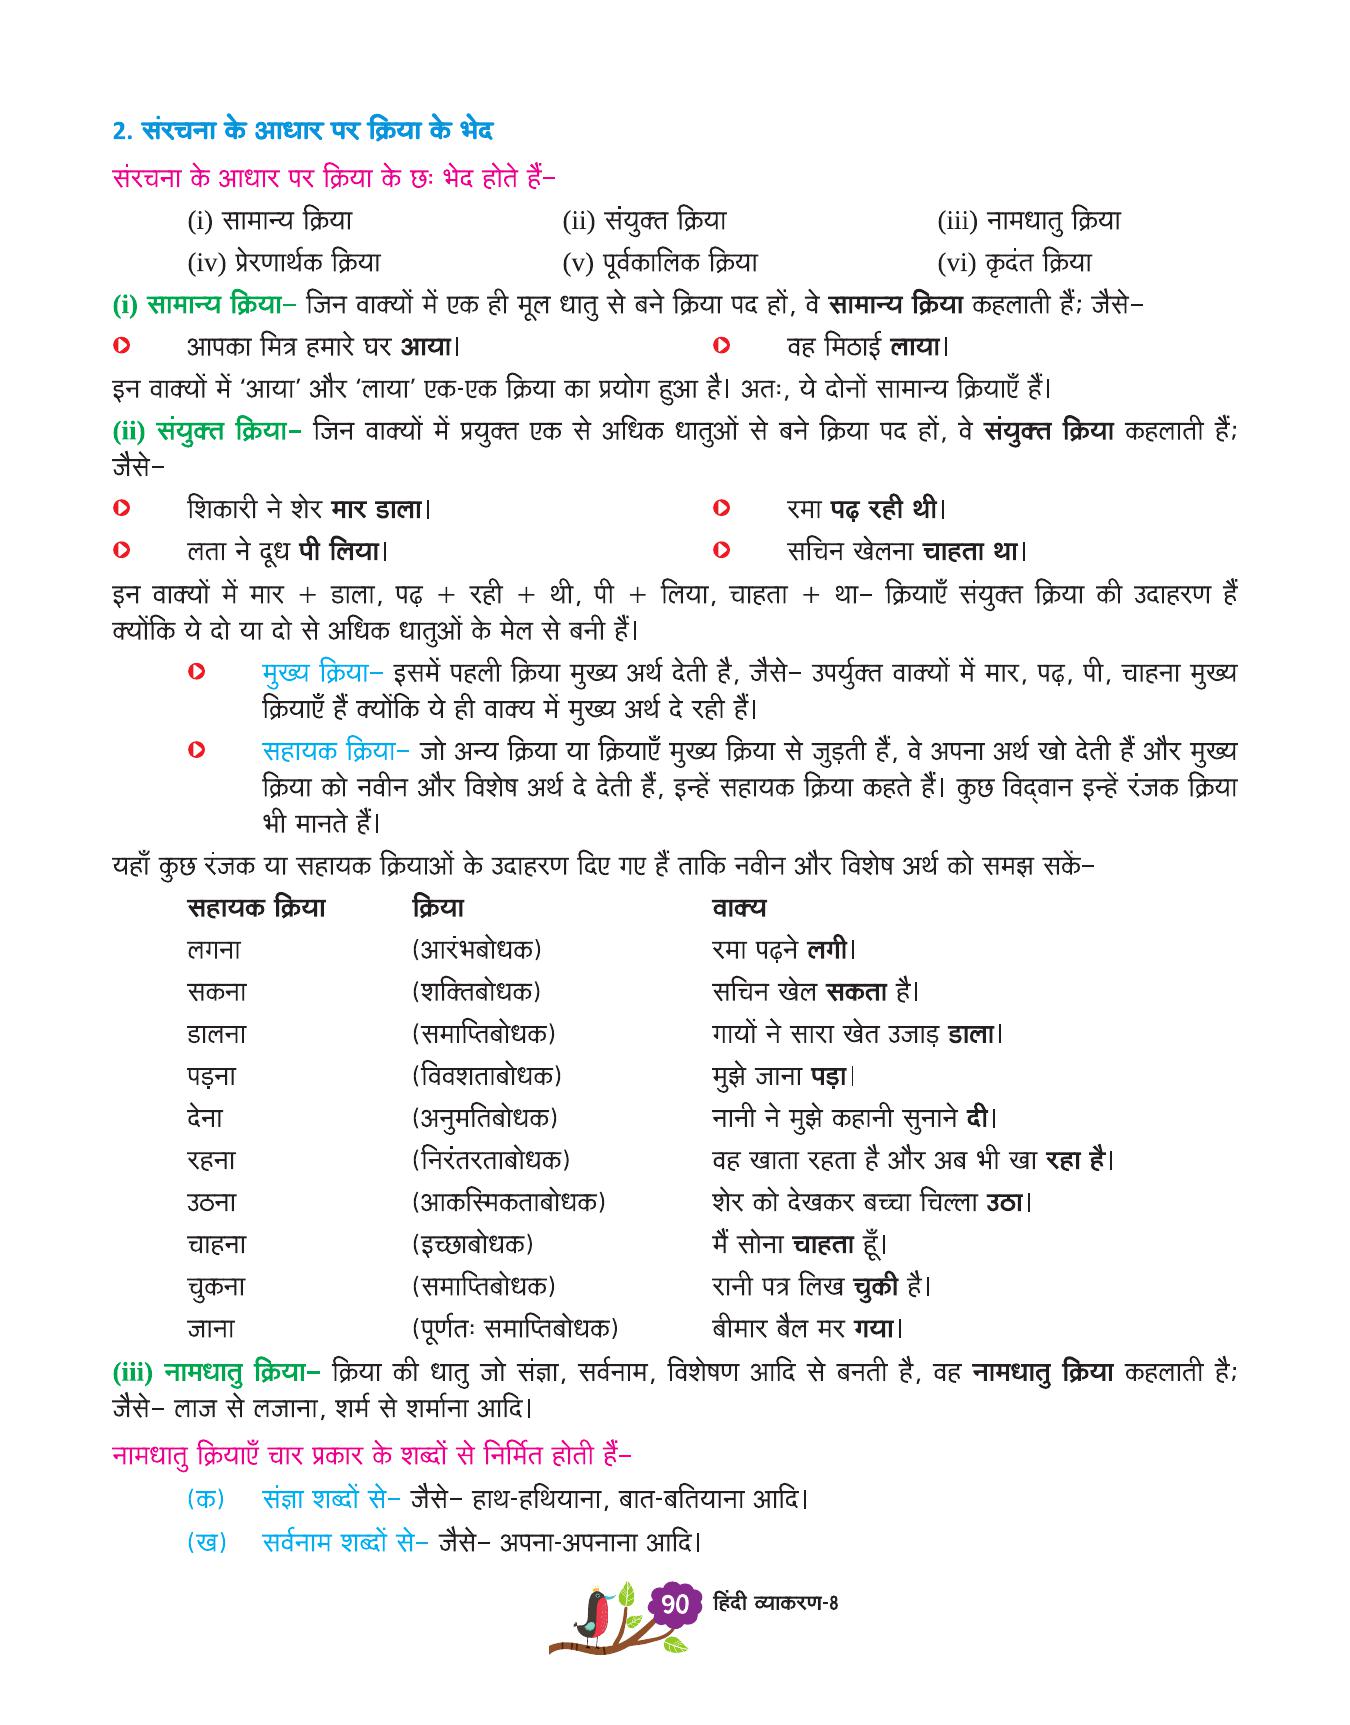 2. संरचना के आधार पर क्रिया के भेद
संरचना के आधार पर क्रिया के छः भेद होते हैं–
(i) सामान्य क्रिया (ii) संयुक्त क्रिया (iii) नामधातु क्रिया
(iv) प्रेरणार्थक क्रिया (v) पूर्वकालिक क्रिया (vi) कृदंत क्रिया
(i) सामान्य क्रिया– जिन वाक्यों में एक ही मूल धातु से बने क्रिया पद हों, वे सामान्य क्रिया कहलाती हैं; जैसे–
आपका मित्र हमारे घर आया। वह मिठाई लाया।
इन वाक्यों में ‘आया’ और ‘लाया’ एक-एक क्रिया का प्रयोग हुआ है। अतः, ये दोनों सामान्य क्रियाएँ हैं।
(ii) संयुक्त क्रिया– जिन वाक्यों में प्रयुक्त एक से अधिक धातुओं से बने क्रिया पद हों, वे संयुक्त क्रिया कहलाती हैं;
जैसे–
शिकारी ने शेर मार डाला। रमा पढ़ रही थी।
लता ने दूध पी लिया। सचिन खेलना चाहता था।
इन वाक्यों में मार + डाला, पढ़ + रही + थी, पी + लिया, चाहता + था– क्रियाएँ संयुक्त क्रिया की उदाहरण हैं
क्योंकि ये दो या दो से अधिक धातुओं के मेल से बनी हैं।
मुख्य क्रिया– इसमें पहली क्रिया मुख्य अर्थ देती है, जैसे– उपर्युक्त वाक्यों में मार, पढ़, पी, चाहना मुख्य
क्रियाएँ हैं क्योंकि ये ही वाक्य में मुख्य अर्थ दे रही हैं।
सहायक क्रिया– जो अन्य क्रिया या क्रियाएँ मुख्य क्रिया से जुड़ती हैं, वे अपना अर्थ खो देती हैं और मुख्य
क्रिया को नवीन और विशेष अर्थ दे देती हैं, इन्हें सहायक क्रिया कहते हैं। कुछ विद्‌वान इन्हें रंजक क्रिया
भी मानते हैं।
यहाँ कुछ रंजक या सहायक क्रियाओं के उदाहरण दिए गए हैं ताकि नवीन और विशेष अर्थ को समझ सकें–
सहायक क्रिया क्रिया वाक्य
लगना (आरंभबोधक) रमा पढ़ने लगी।
सकना (शक्तिबोधक) सचिन खेल सकता है।
डालना (समाप्तिबोधक) गायों ने सारा खेत उजाड़ डाला।
पड़ना (विवशताबोधक) मुझे जाना पड़ा।
देना (अनुमतिबोधक) नानी ने मुझे कहानी सुनाने दी।
रहना (निरंतरताबोधक) वह खाता रहता है और अब भी खा रहा है।
उठना (आकस्मिकताबोधक) शेर को देखकर बच्चा चिल्ला उठा।
चाहना (इच्छाबोधक) मैं सोना चाहता हूँ।
चुकना (समाप्तिबोधक) रानी पत्र लिख चुकी है।
जाना (पूर्णतः समाप्तिबोधक) बीमार बैल मर गया।
(iii) नामधातु क्रिया– क्रिया की धातु जो संज्ञा, सर्वनाम, विशेषण आदि से बनती है, वह नामधातु क्रिया कहलाती है;
जैसे– लाज से लजाना, शर्म से शर्माना आदि।
नामधातु क्रियाएँ चार प्रकार के शब्दों से निर्मित होती हैं–
(क) संज्ञा शब्दों से– जैसे– हाथ-हथियाना, बात-बतियाना आदि।
(ख) सर्वनाम शब्दों से– जैसे– अपना-अपनाना आदि।
90 हिंदी व्याकरण-8